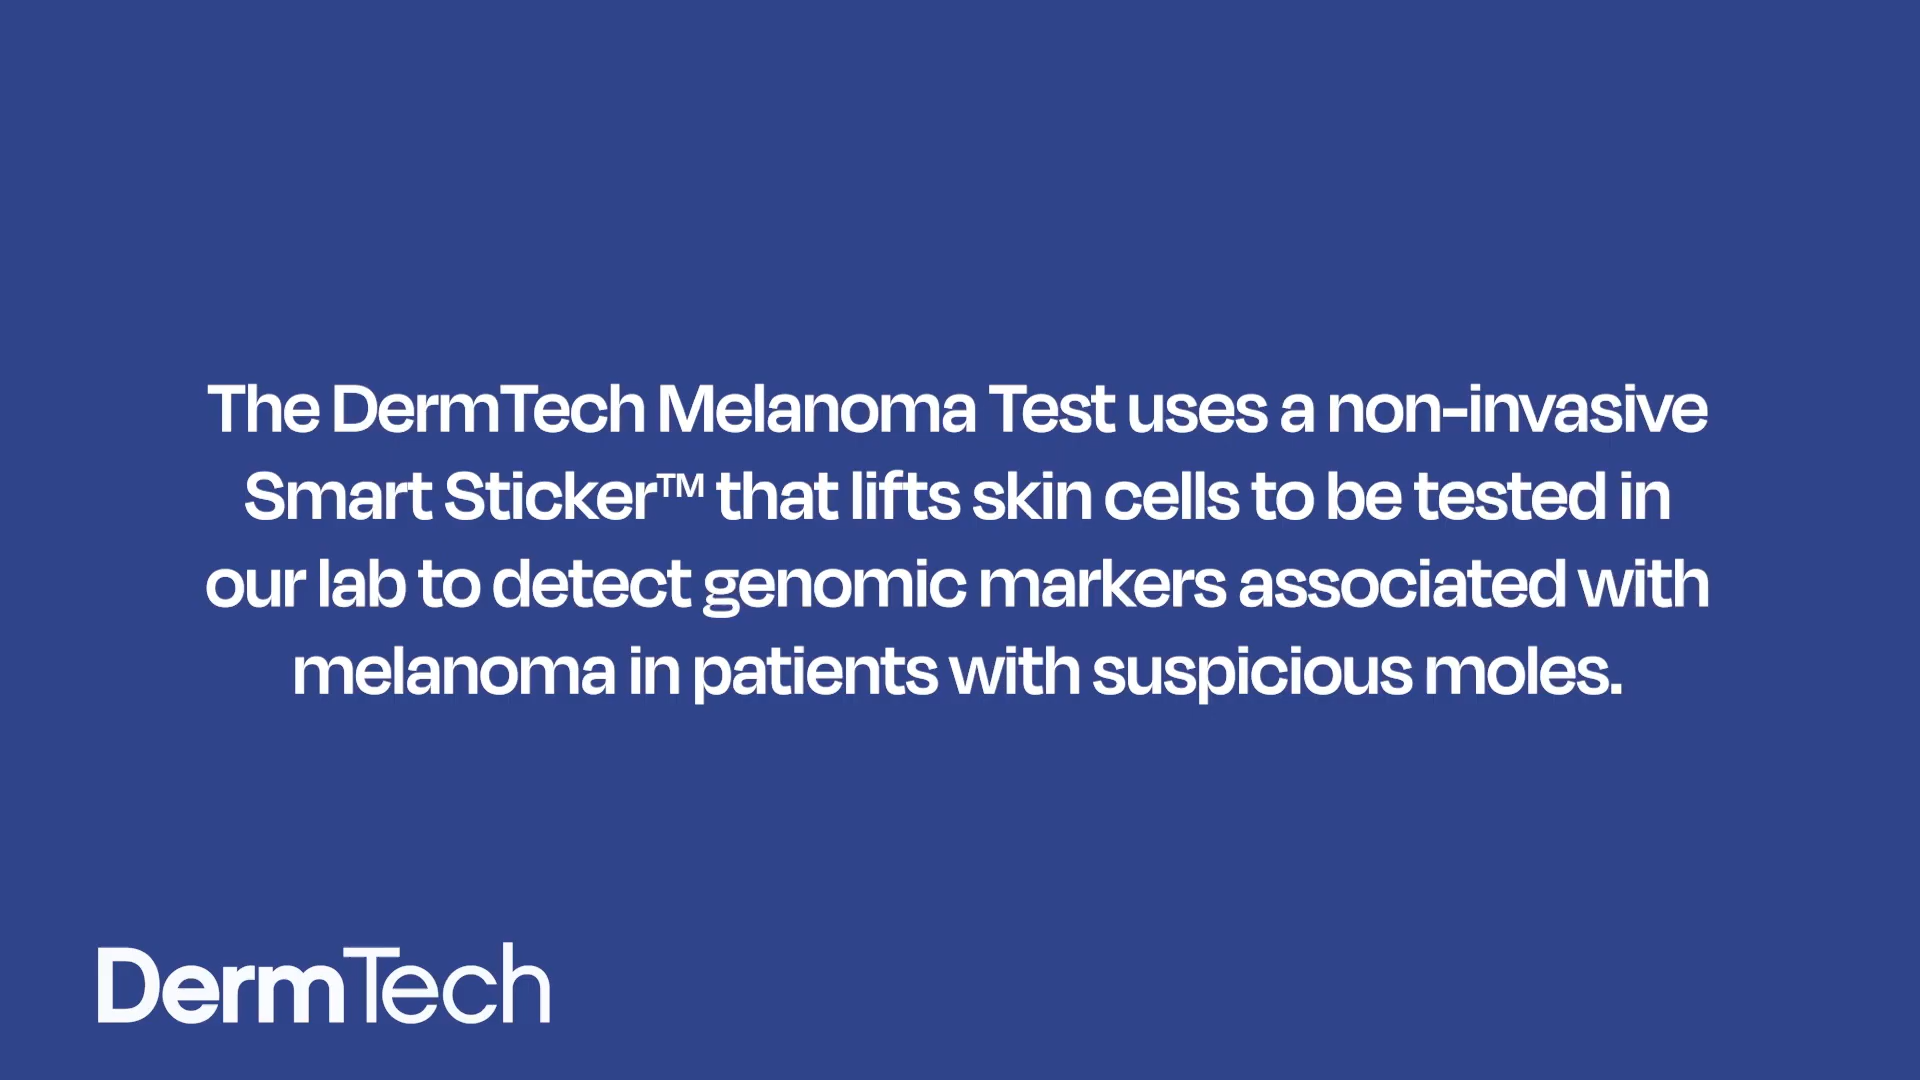 The DermTech Melanoma Test uses a non-invasive
Smart Sticker™ that lifts skin cells to be tested in
our lab to detect genomic markers associated with
melanoma in patients with suspicious moles.
DermTech